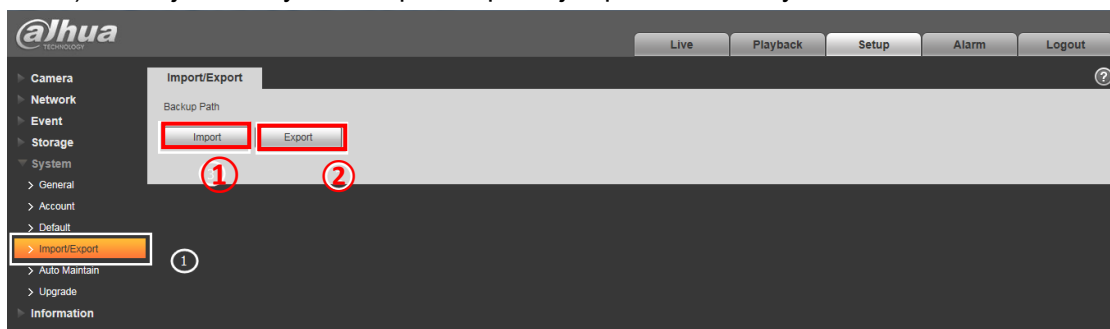 alhua
TECHNOLOGY
Live Playback Setup Alarm Logout
Camera
Network
Event
Storage
System
> General
> Account
> Default
> Import/Export
> Auto Maintain
> Upgrade
Information
Import/Export
?
Backup Path
Import Export
① ②
①